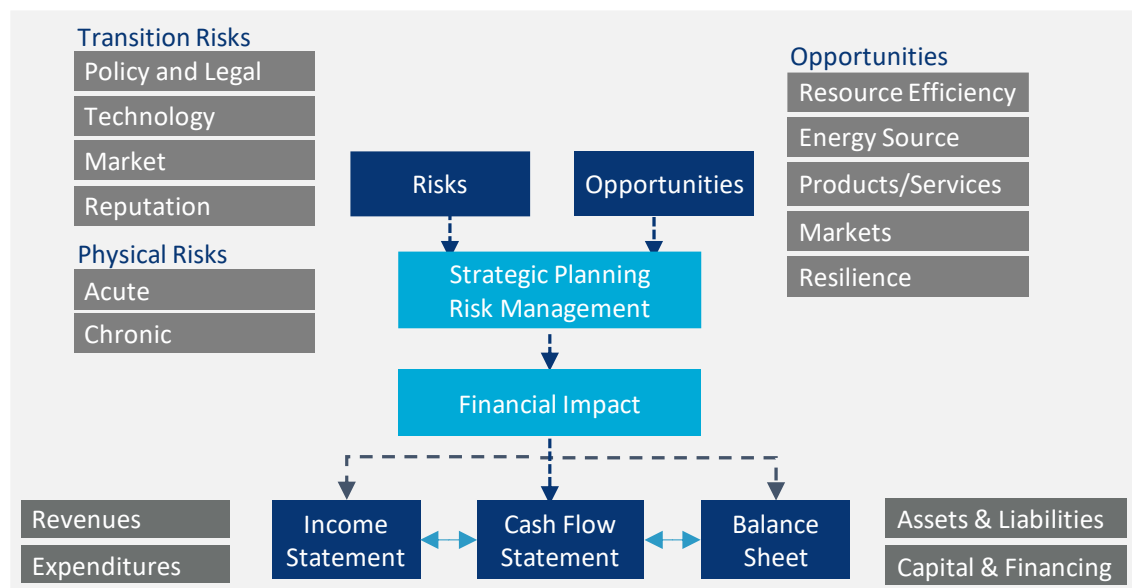 Transition Risks
Policy and Legal
Technology
Market
Reputation
Physical Risks
Acute
Chronic
Opportunities
Resource Efficiency
Energy Source
Products/Services
Markets
Resilience
Risks
Opportunities
Strategic Planning
Risk Management
Financial Impact
Revenues
Expenditures
Income
Statement
Cash Flow
Statement
Balance
Sheet
Assets & Liabilities
Capital & Financing